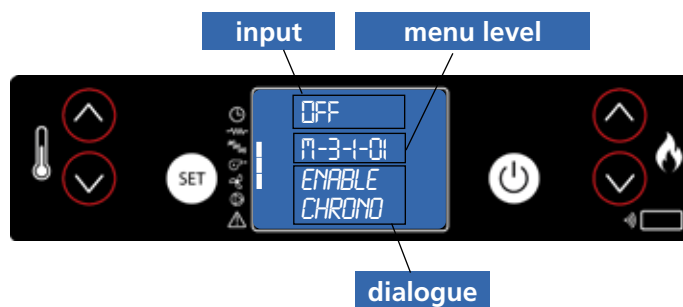 input menu level
OFF
M-3-1-01
SET
ENABLE
CHRONO
dialogue